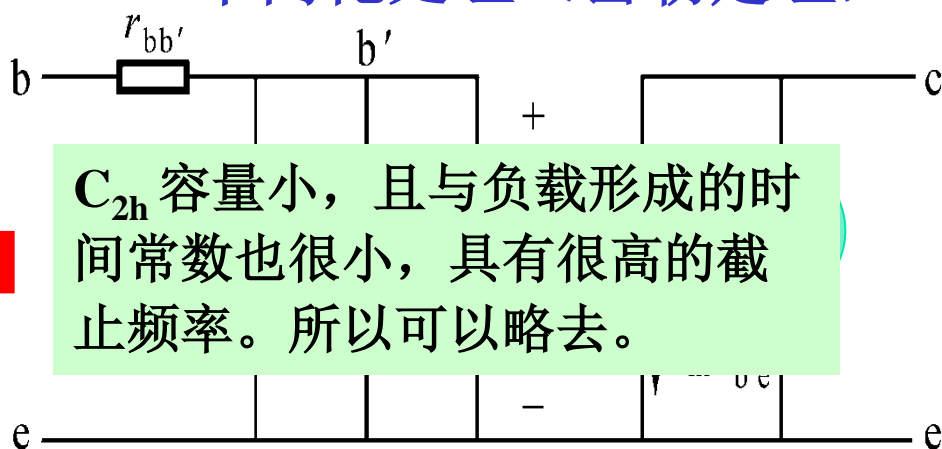 r_bb′
b′
b
c
+
C_2h 容量小，且与负载形成的时
间常数也很小，具有很高的截
止频率。所以可以略去。
−
e
e